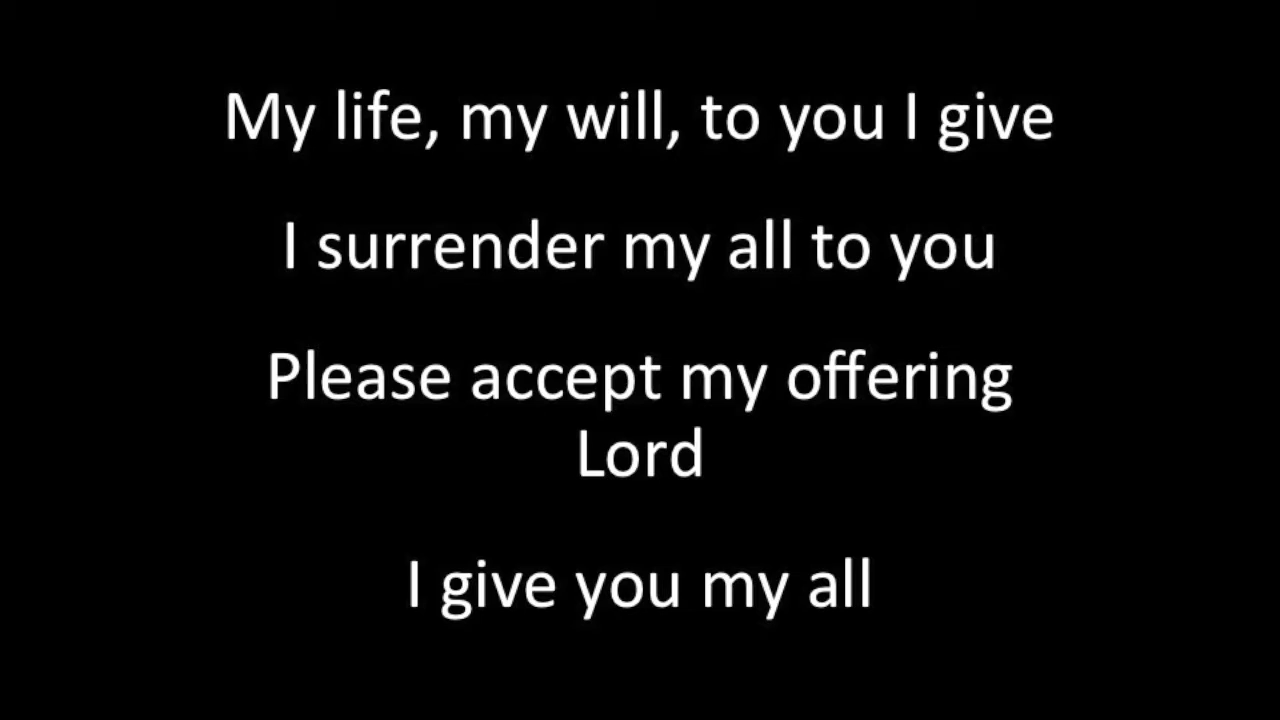 My life, my will, to you I give
I surrender my all to you
Please accept my offering
Lord
I give you my all